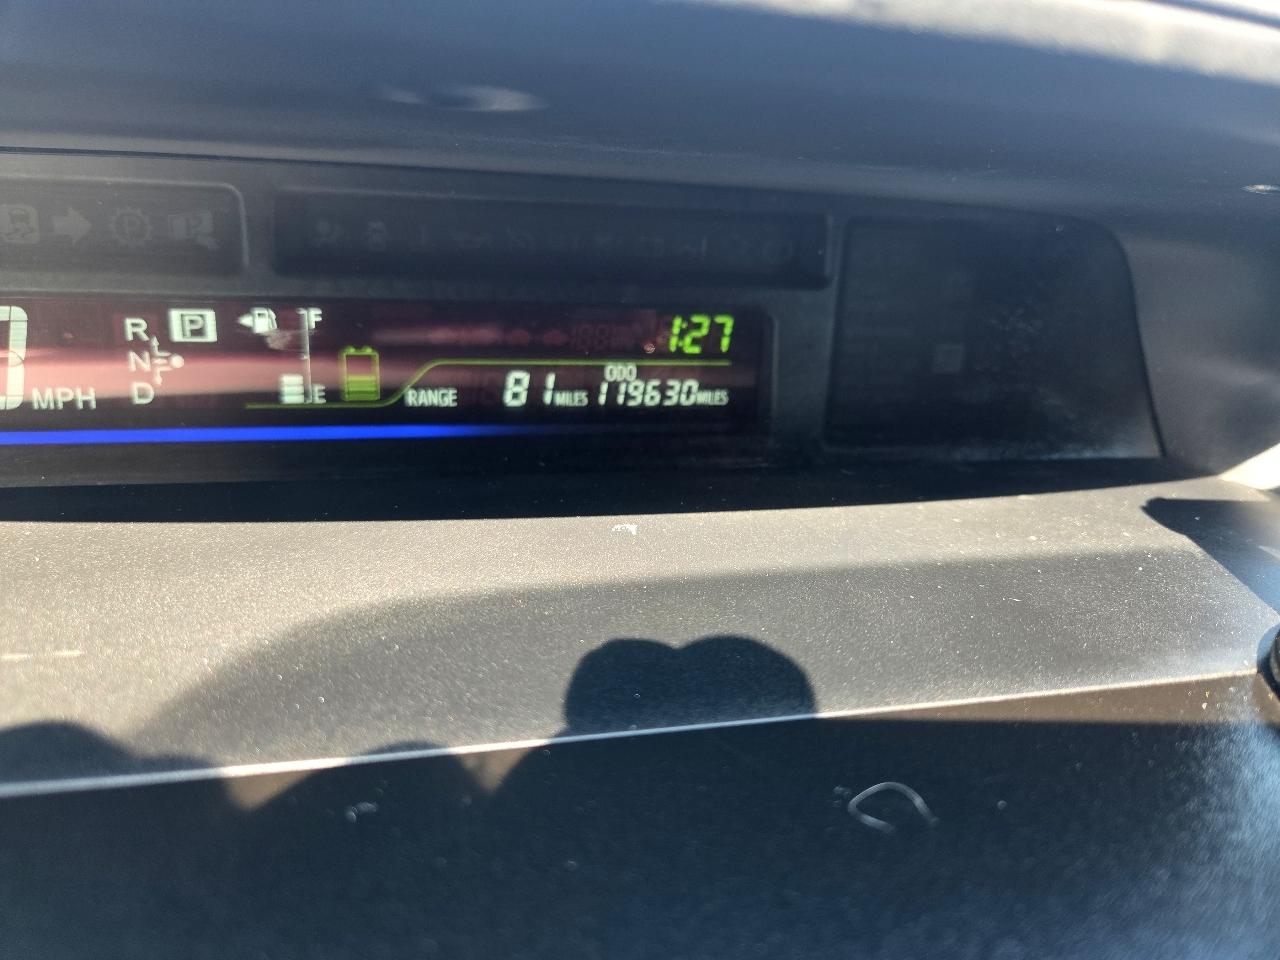 R P F 1:27
N
MPH D E RANGE 81 MILES ODO 119630 MILES